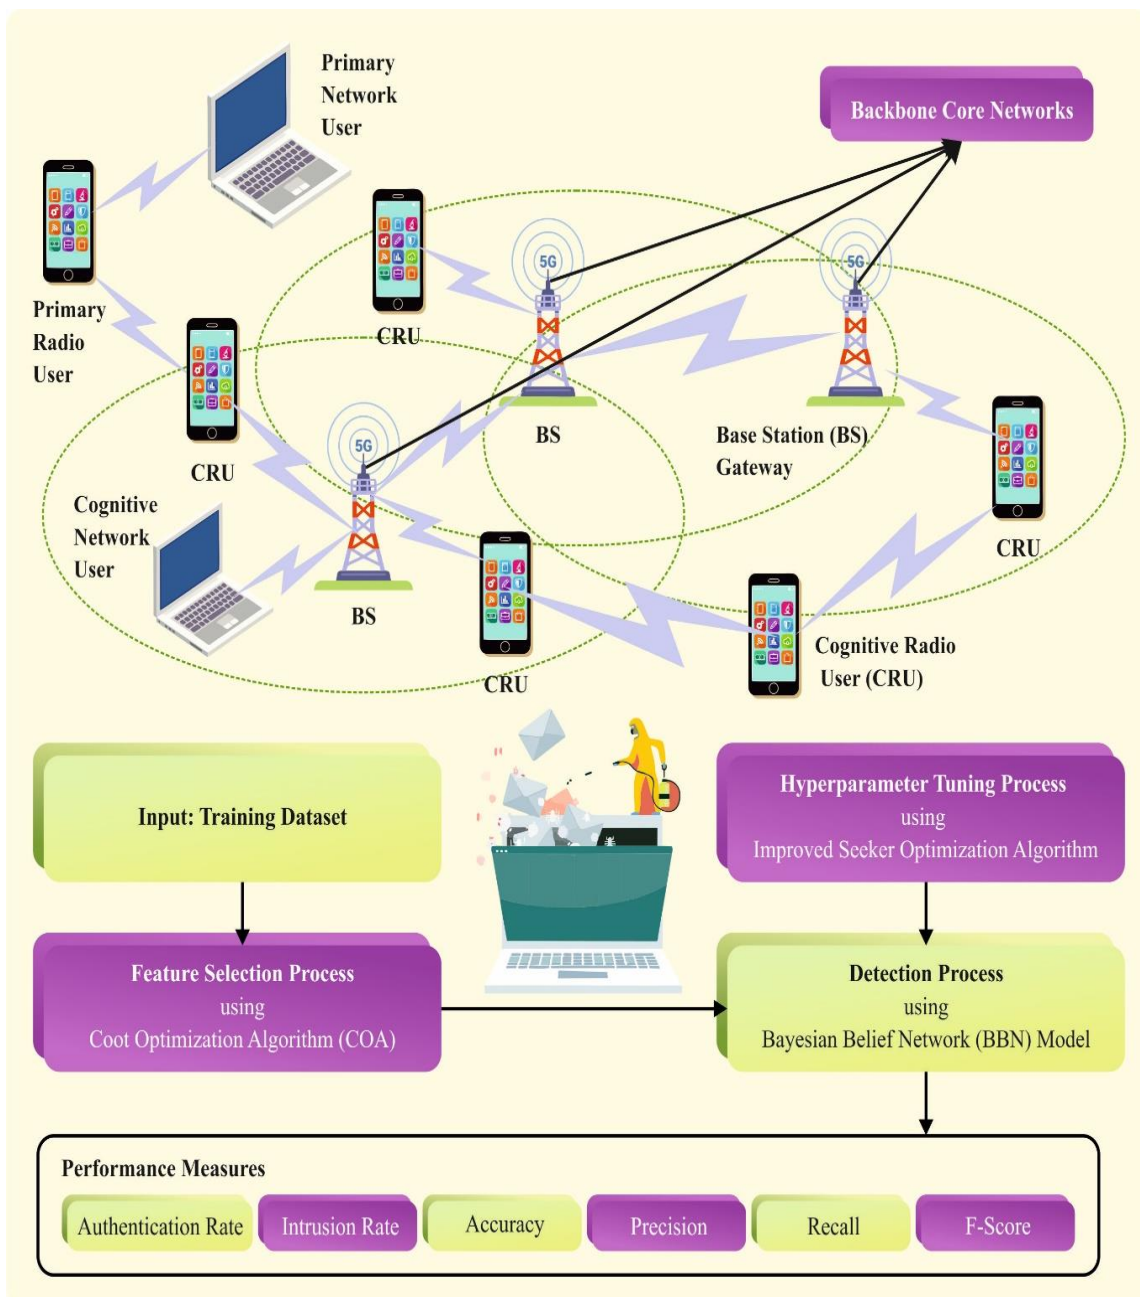 Primary
Network
User
Backbone Core Networks
Primary
Radio
User
CRU
5G
5G
CRU
5G
BS
Base Station (BS)
Gateway
Cognitive
Network
User
BS
CRU
CRU
Cognitive Radio
User (CRU)
Input: Training Dataset
Hyperparameter Tuning Process
using
Improved Seeker Optimization Algorithm
Feature Selection Process
using
Coot Optimization Algorithm (COA)
Detection Process
using
Bayesian Belief Network (BBN) Model
Performance Measures
Authentication Rate
Intrusion Rate
Accuracy
Precision
Recall
F-Score